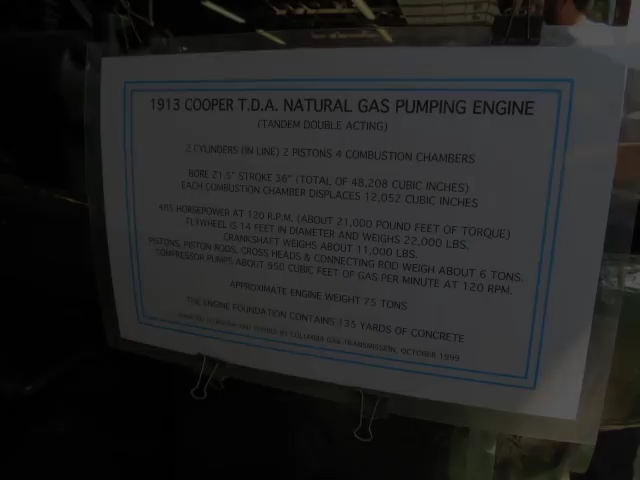 1913 COOPER T.D.A. NATURAL GAS PUMPING ENGINE
(TANDEM DOUBLE ACTING)
2 CYLINDERS (IN LINE) 2 PISTONS 4 COMBUSTION CHAMBERS
BORE 21.5" STROKE 36" (TOTAL OF 48,208 CUBIC INCHES)
EACH COMBUSTION CHAMBER DISPLACES 12,052 CUBIC INCHES
HORSEPOWER AT 120 R.P.M. (ABOUT 21,000 POUND FEET OF TORQUE)
FLYWHEEL IS 14 FEET IN DIAMETER AND WEIGHS 22,000 LBS.
CRANKSHAFT WEIGHS ABOUT 11,000 LBS.
PISTONS, PISTON RODS, CROSS HEADS & CONNECTING ROD WEIGH ABOUT 6 TONS.
COMPRESSOR PUMPS ABOUT 950 CUBIC FEET OF GAS PER MINUTE AT 120 RPM.
APPROXIMATE ENGINE WEIGHT 75 TONS
THE ENGINE FOUNDATION CONTAINS 135 YARDS OF CONCRETE
BY COLUMBIA GAS TRANSMISSION, OCTOBER 1999